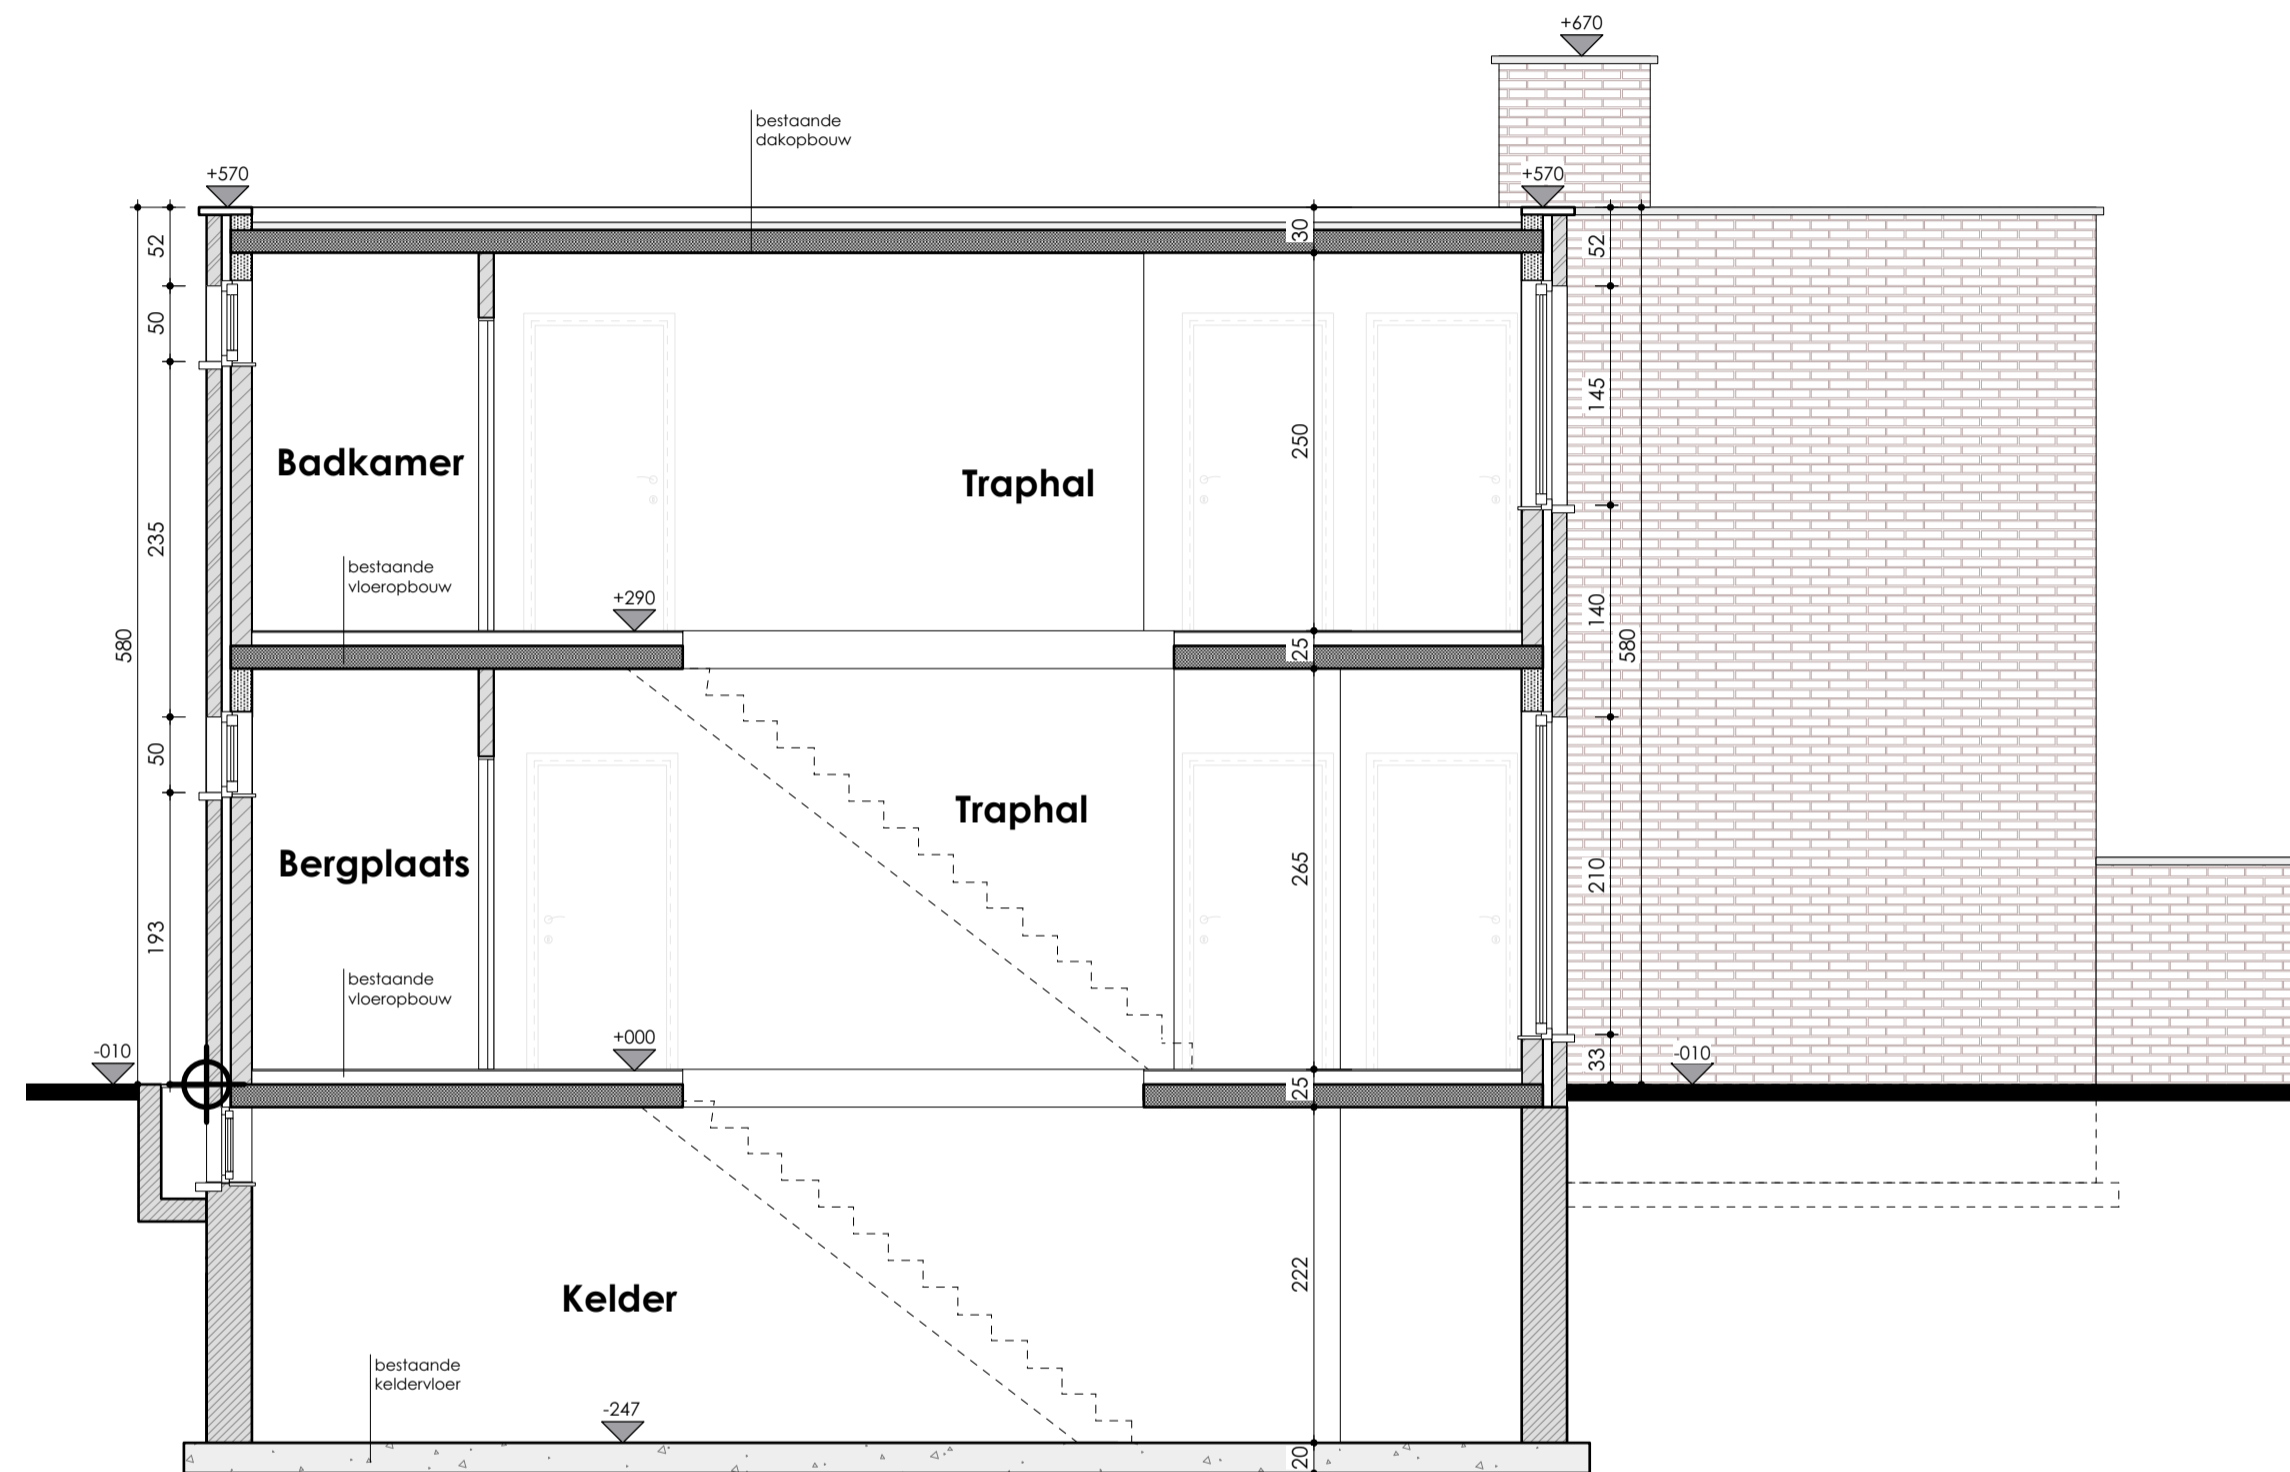 +670
bestaande
dakopbouw
+570
+570
52
30
52
50
145
250
Badkamer
Traphal
235
bestaande
vloeropbouw
+290
140
580
25
580
50
Traphal
Bergplaats
265
210
193
bestaande
vloeropbouw
+000
-010
33
-010
25
222
Kelder
bestaande
keldervloer
-247
20